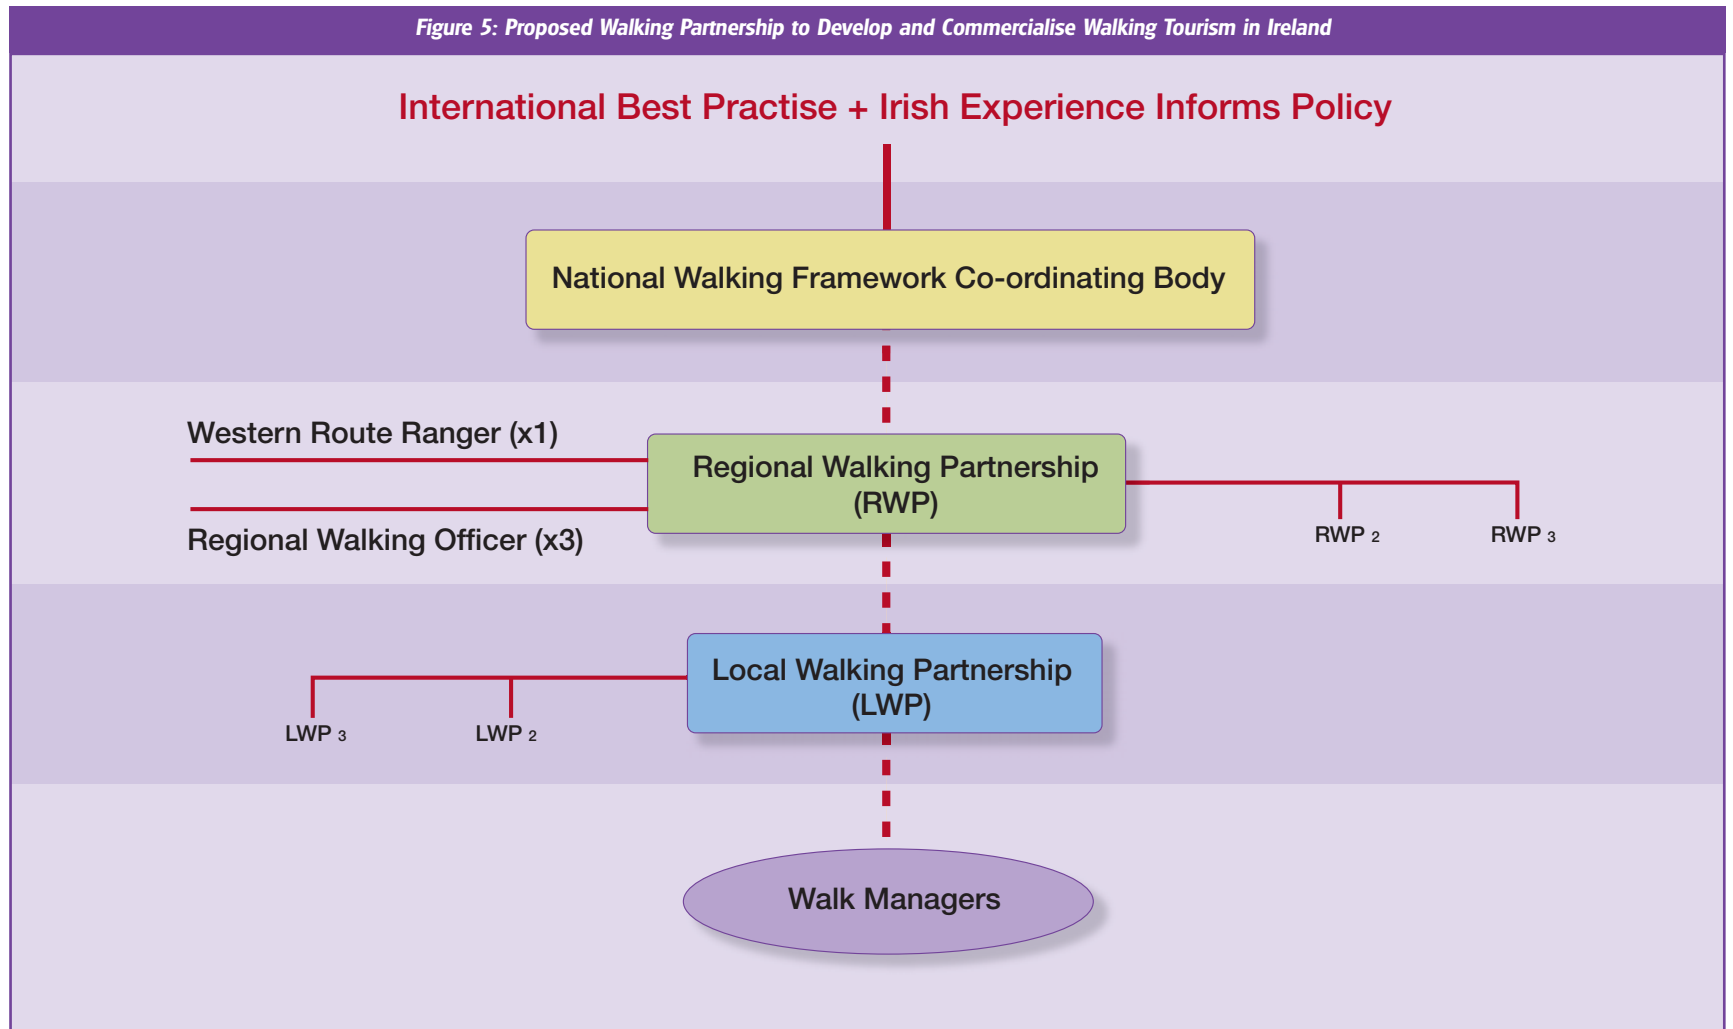 Figure 5: Proposed Walking Partnership to Develop and Commercialise Walking Tourism in Ireland
International Best Practise + Irish Experience Informs Policy
National Walking Framework Co-ordinating Body
Western Route Ranger (x1)
Regional Walking Officer (x3)
Regional Walking Partnership
(RWP)
RWP 2
RWP 3
Local Walking Partnership
(LWP)
LWP 3
LWP 2
Walk Managers